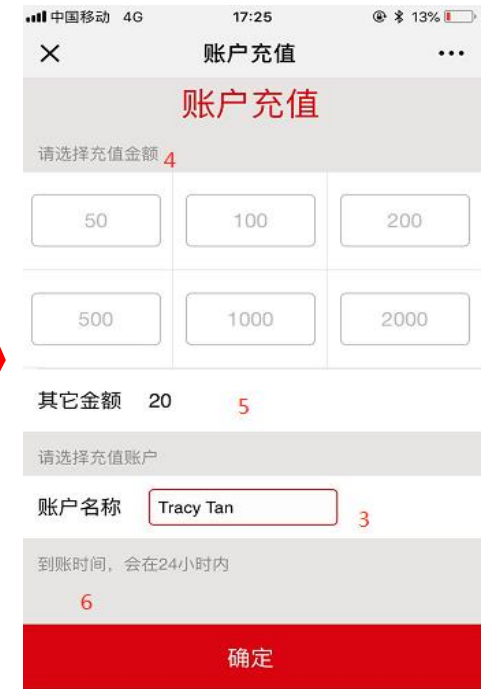 中国移动 4G 17:25 13%
账户充值
账户充值
请选择充值金额 4
50 100 200
500 1000 2000
其它金额 20 5
请选择充值账户
账户名称 Tracy Tan 3
到账时间，会在24小时内
6
确定